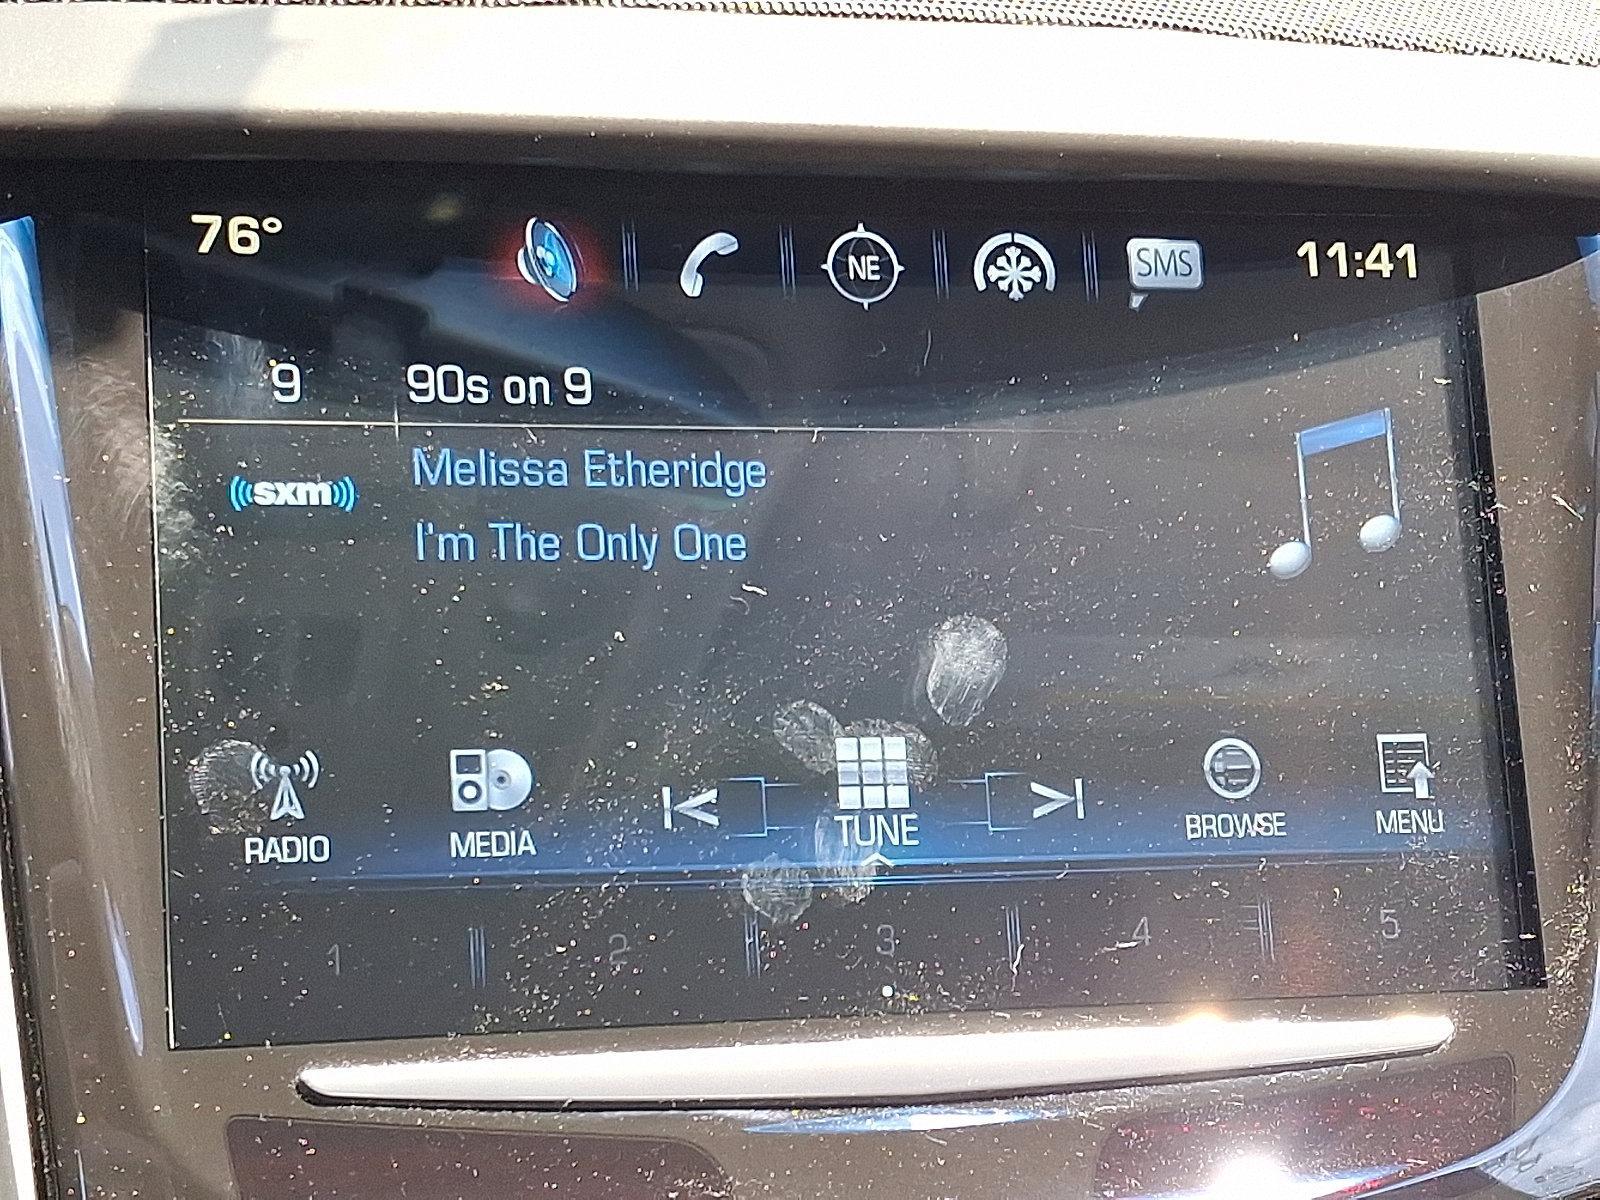 76° NE SMS 11:41
9 90s on 9
Melissa Etheridge
((sxm))
I'm The Only One
RADIO MEDIA TUNE BROWSE MENU
1 2 3 4 5